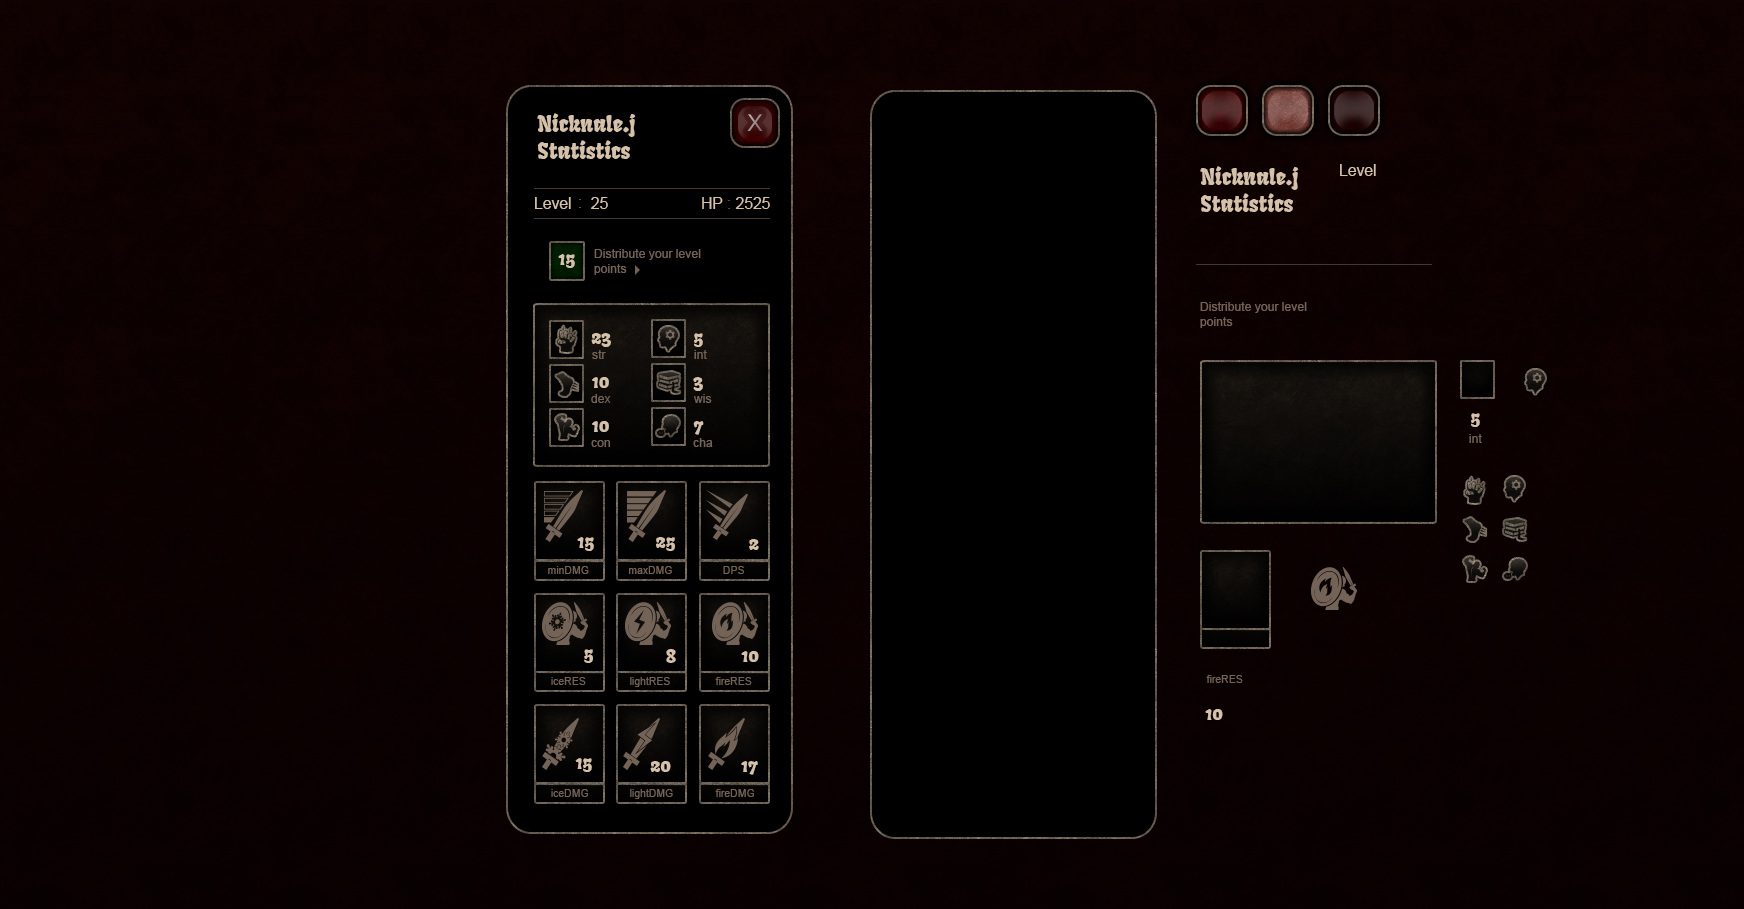 Nicknale.j
Statistics
X
Level : 25
HP : 2525
15
Distribute your level
points
23
str
5
int
10
dex
3
wis
10
con
7
cha
15
minDMG
25
maxDMG
2
DPS
5
iceRES
8
lightRES
10
fireRES
15
iceDMG
20
lightDMG
17
fireDMG
Nicknale.j
Statistics
Level
Distribute your level
points
5
int
fireRES
10